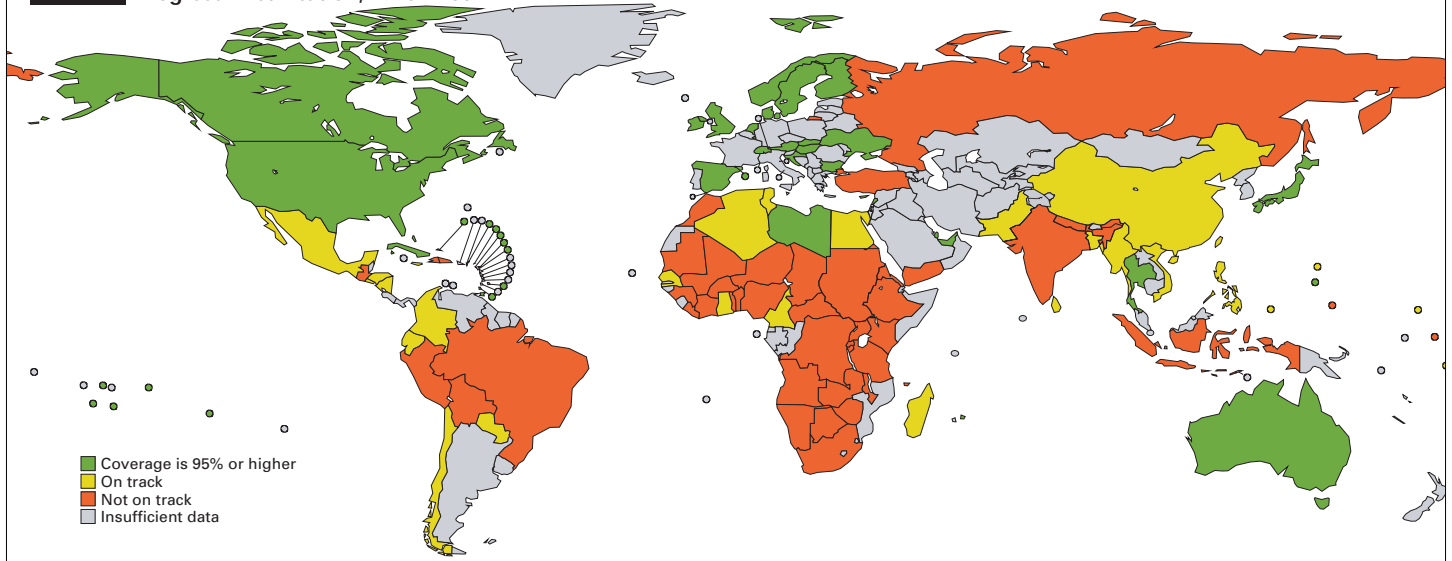 Coverage is 95% or higher
On track
Not on track
Insufficient data